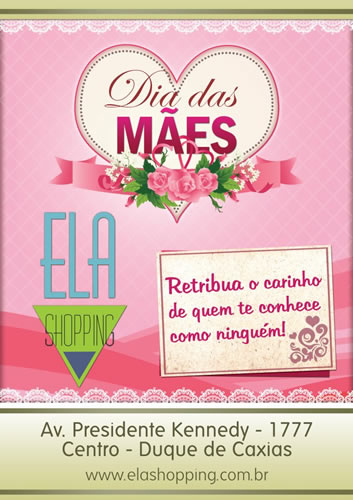 Dia das
MÃES
ELA
SHOPPING
Retribua o carinho
de quem te conhece
como ninguém!
Av. Presidente Kennedy - 1777
Centro - Duque de Caxias
www.elashopping.com.br